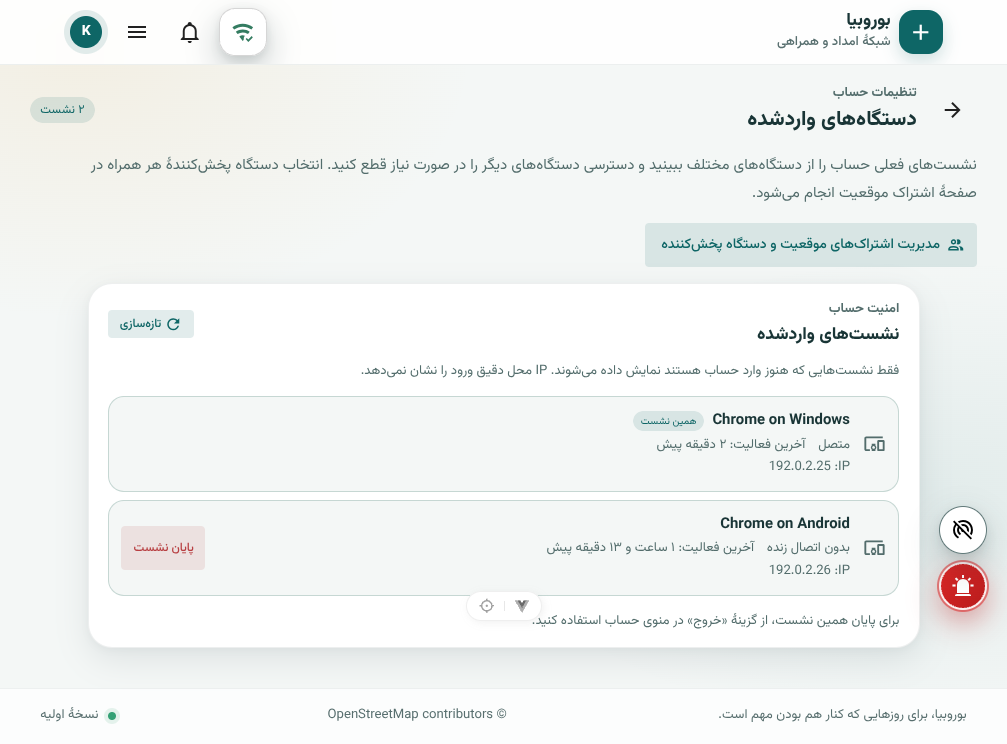 بوروبیا
شبکهٔ امداد و همراهی
K
تنظیمات حساب
دستگاه‌های واردشده
۲ نشست
نشست‌های فعلی حساب را از دستگاه‌های مختلف ببینید و دسترسی دستگاه‌های دیگر را در صورت نیاز قطع کنید. انتخاب دستگاه پخش‌کنندهٔ هر همراه در
صفحهٔ اشتراک موقعیت انجام می‌شود.
مدیریت اشتراک‌های موقعیت و دستگاه پخش‌کننده
امنیت حساب
نشست‌های واردشده
تازه‌سازی
فقط نشست‌هایی که هنوز وارد حساب هستند نمایش داده می‌شوند. IP محل دقیق ورود را نشان نمی‌دهد.
Chrome on Windows همین نشست
متصل آخرین فعالیت: ۲ دقیقه پیش
IP: 192.0.2.25
Chrome on Android
بدون اتصال زنده آخرین فعالیت: ۱ ساعت و ۱۳ دقیقه پیش
IP: 192.0.2.26
پایان نشست
برای پایان همین نشست، از گزینهٔ «خروج» در منوی حساب استفاده کنید.
بوروبیا، برای روزهایی که کنار هم بودن مهم است.
© OpenStreetMap contributors
نسخهٔ اولیه